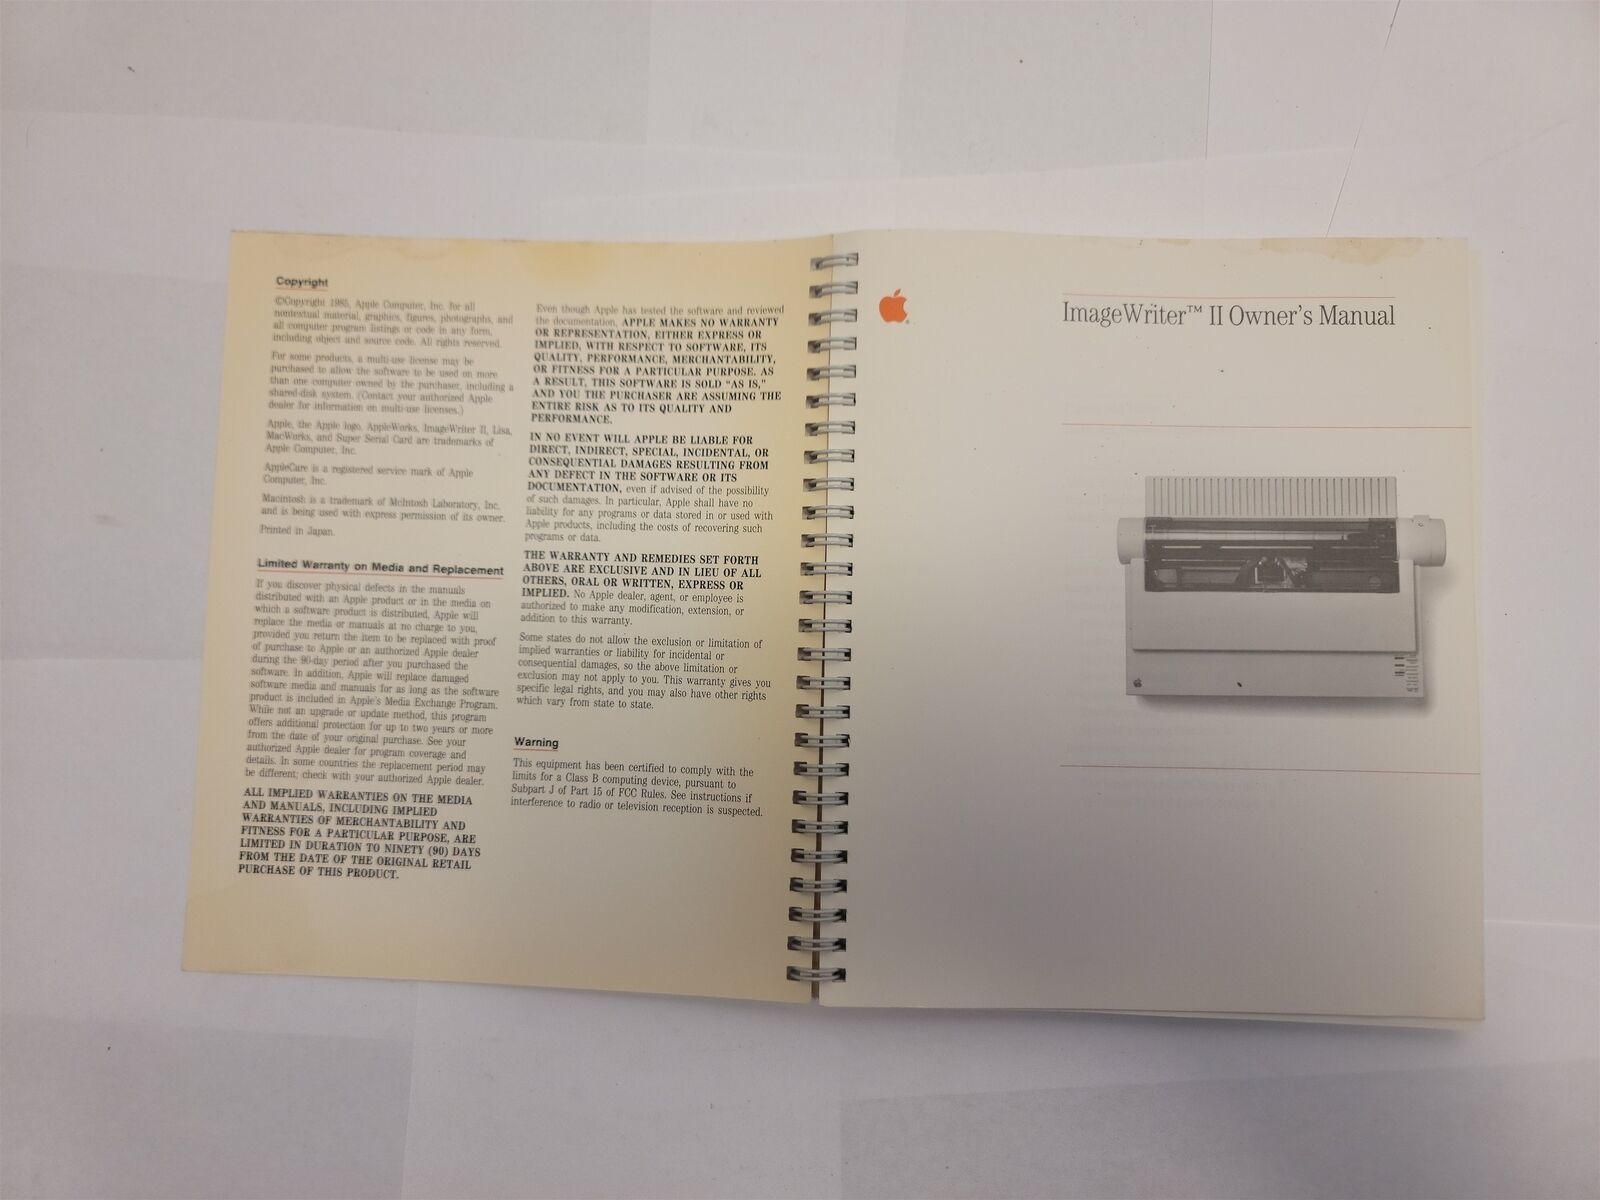 Copyright
©Copyright 1985, Apple Computer, Inc. for all
nontextual material, graphics, figures, photographs, and
all computer program listings or code in any form,
including object and source code. All rights reserved.
For some products, a multi-use license may be
purchased to allow the software to be used on more
than one computer owned by the purchaser, including a
shared-disk system. (Contact your authorized Apple
dealer for information on multi-use licenses.)
Apple, the Apple logo, AppleWorks, ImageWriter II, Lisa,
MacWorks, and Super Serial Card are trademarks of
Apple Computer, Inc.
AppleCare is a registered service mark of Apple
Computer, Inc.
Macintosh is a trademark of McIntosh Laboratory, Inc.
and is being used with express permission of its owner.
Printed in Japan.
Limited Warranty on Media and Replacement
If you discover physical defects in the manuals
distributed with an Apple product or in the media on
which a software product is distributed, Apple will
replace the media or manuals at no charge to you,
provided you return the item to be replaced with proof
of purchase to Apple or an authorized Apple dealer
during the 90-day period after you purchased the
software. In addition, Apple will replace damaged
software media and manuals for as long as the software
product is included in Apple's Media Exchange Program.
While not an upgrade or update method, this program
offers additional protection for up to two years or more
from the date of your original purchase. See your
authorized Apple dealer for program coverage and
details. In some countries the replacement period may
be different; check with your authorized Apple dealer.
ALL IMPLIED WARRANTIES ON THE MEDIA
AND MANUALS, INCLUDING IMPLIED
WARRANTIES OF MERCHANTABILITY AND
FITNESS FOR A PARTICULAR PURPOSE, ARE
LIMITED IN DURATION TO NINETY (90) DAYS
FROM THE DATE OF THE ORIGINAL RETAIL
PURCHASE OF THIS PRODUCT.
Even though Apple has tested the software and reviewed
the documentation, APPLE MAKES NO WARRANTY
OR REPRESENTATION, EITHER EXPRESS OR
IMPLIED, WITH RESPECT TO SOFTWARE, ITS
QUALITY, PERFORMANCE, MERCHANTABILITY,
OR FITNESS FOR A PARTICULAR PURPOSE. AS
A RESULT, THIS SOFTWARE IS SOLD "AS IS,"
AND YOU THE PURCHASER ARE ASSUMING THE
ENTIRE RISK AS TO ITS QUALITY AND
PERFORMANCE.
IN NO EVENT WILL APPLE BE LIABLE FOR
DIRECT, INDIRECT, SPECIAL, INCIDENTAL, OR
CONSEQUENTIAL DAMAGES RESULTING FROM
ANY DEFECT IN THE SOFTWARE OR ITS
DOCUMENTATION, even if advised of the possibility
of such damages. In particular, Apple shall have no
liability for any programs or data stored in or used with
Apple products, including the costs of recovering such
programs or data.
THE WARRANTY AND REMEDIES SET FORTH
ABOVE ARE EXCLUSIVE AND IN LIEU OF ALL
OTHERS, ORAL OR WRITTEN, EXPRESS OR
IMPLIED. No Apple dealer, agent, or employee is
authorized to make any modification, extension, or
addition to this warranty.
Some states do not allow the exclusion or limitation of
implied warranties or liability for incidental or
consequential damages, so the above limitation or
exclusion may not apply to you. This warranty gives you
specific legal rights, and you may also have other rights
which vary from state to state.
Warning
This equipment has been certified to comply with the
limits for a Class B computing device, pursuant to
Subpart J of Part 15 of FCC Rules. See instructions if
interference to radio or television reception is suspected.
ImageWriter™ II Owner's Manual